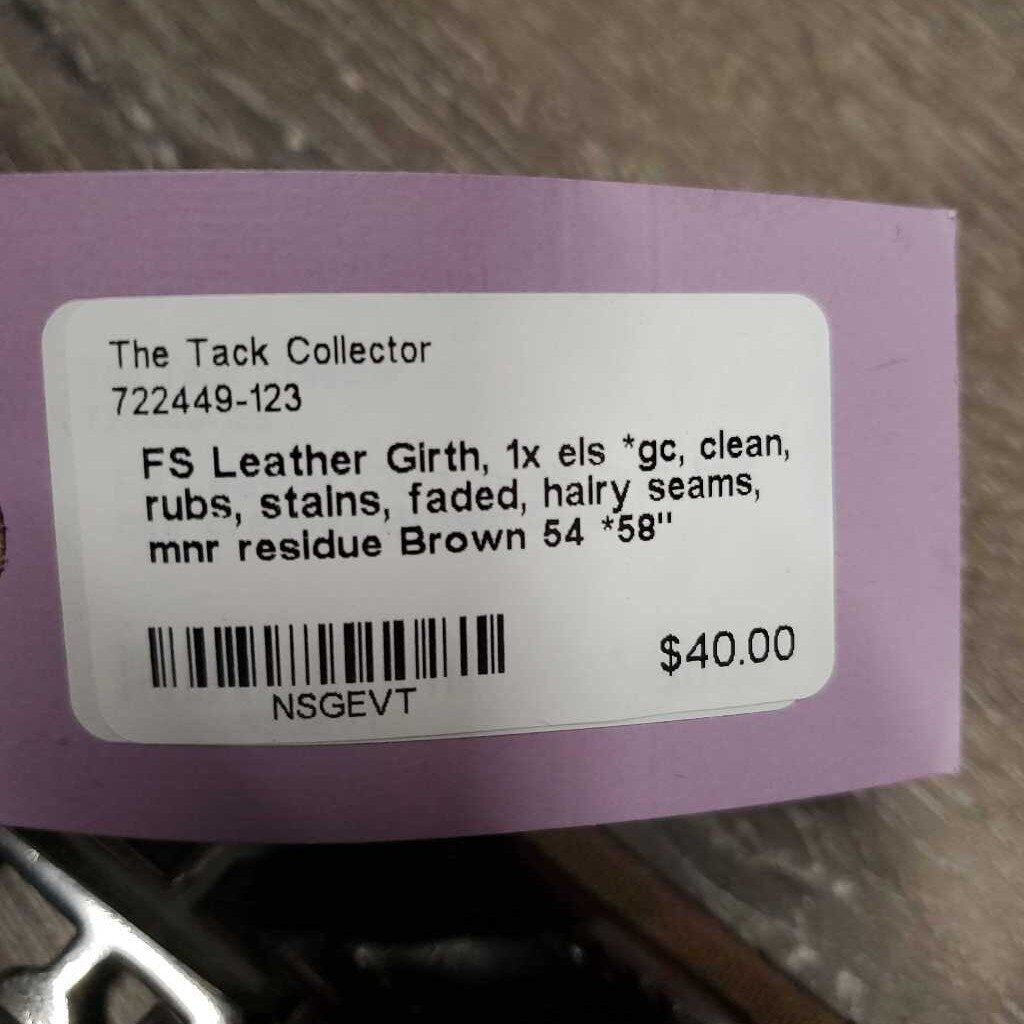 The Tack Collector
722449-123
FS Leather Girth, 1x els *gc, clean,
rubs, stains, faded, hairy seams,
mnr residue Brown 54 *58"
NSGEVT
$40.00